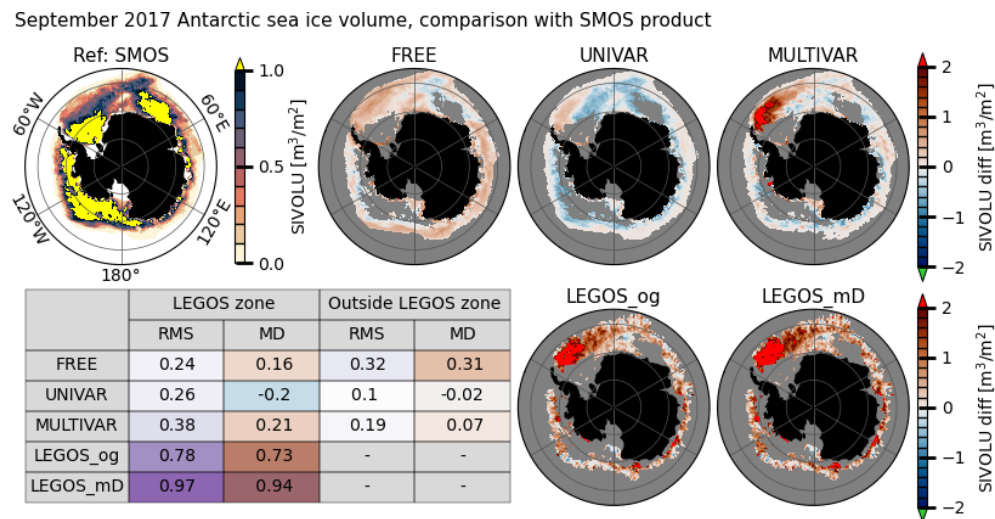 September 2017 Antarctic sea ice volume, comparison with SMOS product
Ref: SMOS
FREE
UNIVAR
MULTIVAR
60°W
60°E
120°W
120°E
180°
1.0
0.5
0.0
SIVOLU [m³/m²]
2
1
0
−1
−2
SIVOLU diff [m³/m²]
LEGOS zone Outside LEGOS zone
RMS MD RMS MD
FREE 0.24 0.16 0.32 0.31
UNIVAR 0.26 -0.2 0.1 -0.02
MULTIVAR 0.38 0.21 0.19 0.07
LEGOS_og 0.78 0.73 - -
LEGOS_mD 0.97 0.94 - -
LEGOS_og
LEGOS_mD
2
1
0
−1
−2
SIVOLU diff [m³/m²]